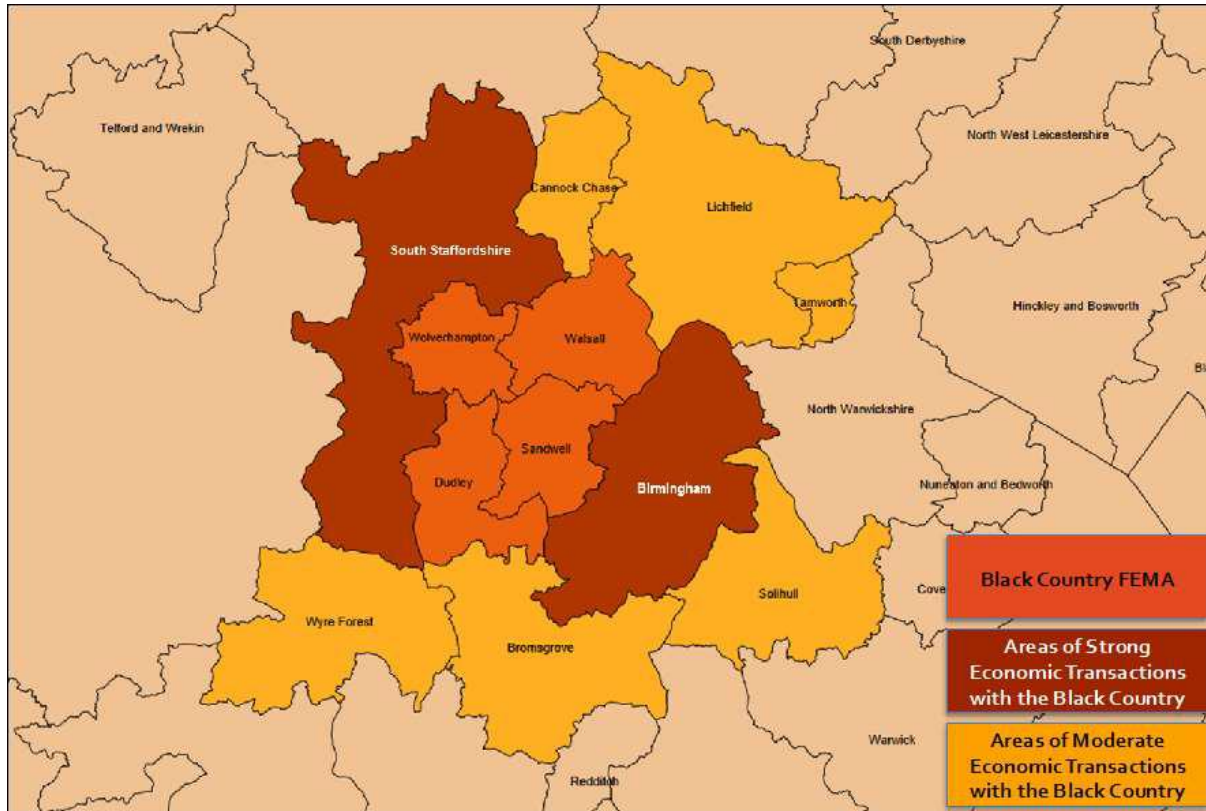 South Derbyshire
Telford and Wrekin
North West Leicestershire
Cannock Chase
Lichfield
South Staffordshire
Tamworth
Hinckley and Bosworth
Wolverhampton
Walsall
Bl
North Warwickshire
Sandwell
Dudley
Nuneaton and Bedworth
Birmingham
Black Country FEMA
Cove
Solihull
Wyre Forest
Bromsgrove
Areas of Strong
Economic Transactions
with the Black Country
Warwick
Areas of Moderate
Economic Transactions
with the Black Country
Redditch